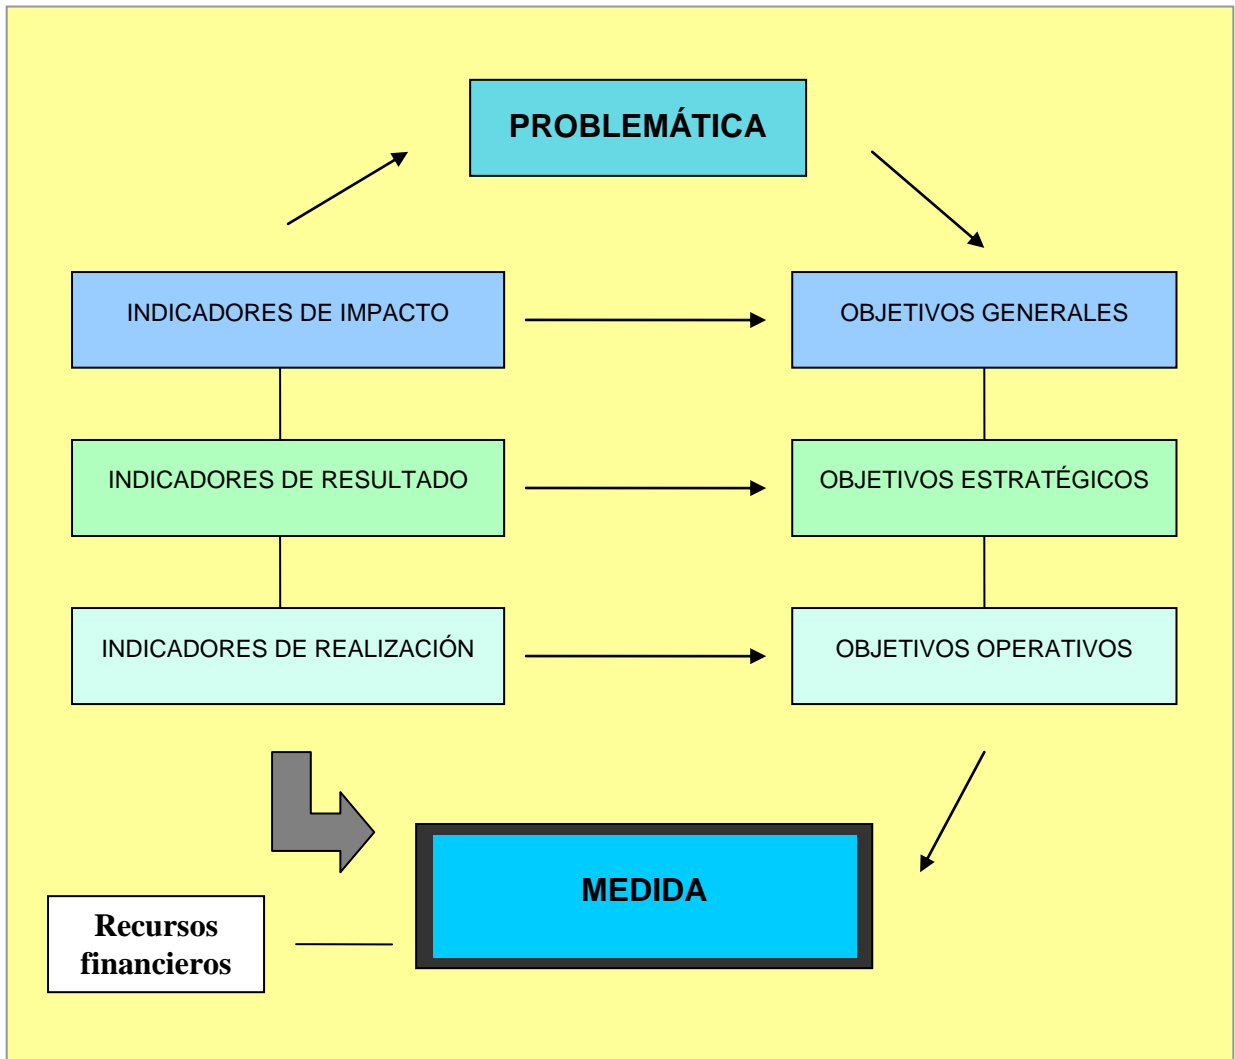 PROBLEMÁTICA
INDICADORES DE IMPACTO
OBJETIVOS GENERALES
INDICADORES DE RESULTADO
OBJETIVOS ESTRATÉGICOS
INDICADORES DE REALIZACIÓN
OBJETIVOS OPERATIVOS
MEDIDA
Recursos
financieros